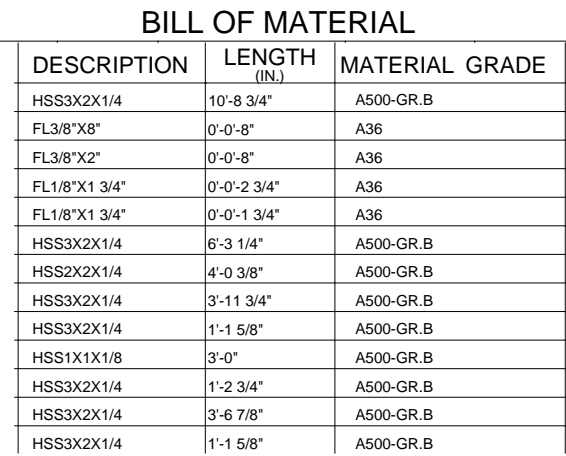 BILL OF MATERIAL
DESCRIPTION LENGTH (IN.) MATERIAL GRADE
HSS3X2X1/4 10'-8 3/4" A500-GR.B
FL3/8"X8" 0'-0'-8" A36
FL3/8"X2" 0'-0'-8" A36
FL1/8"X1 3/4" 0'-0'-2 3/4" A36
FL1/8"X1 3/4" 0'-0'-1 3/4" A36
HSS3X2X1/4 6'-3 1/4" A500-GR.B
HSS2X2X1/4 4'-0 3/8" A500-GR.B
HSS3X2X1/4 3'-11 3/4" A500-GR.B
HSS3X2X1/4 1'-1 5/8" A500-GR.B
HSS1X1X1/8 3'-0" A500-GR.B
HSS3X2X1/4 1'-2 3/4" A500-GR.B
HSS3X2X1/4 3'-6 7/8" A500-GR.B
HSS3X2X1/4 1'-1 5/8" A500-GR.B